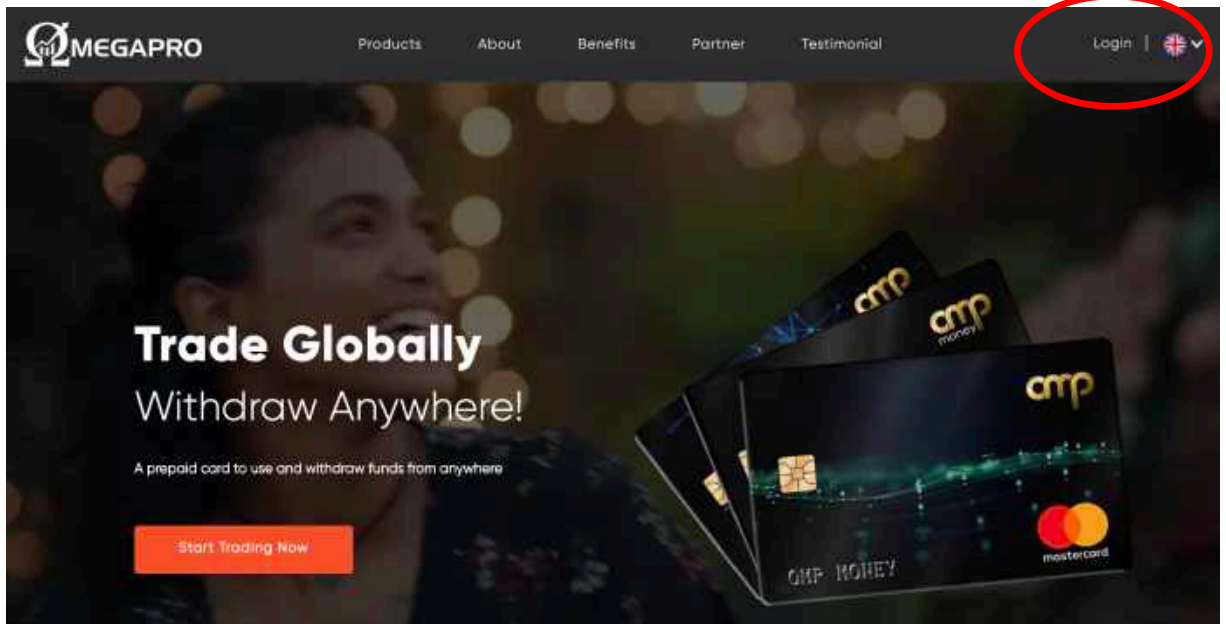 ΩMEGAPRO
Products About Benefits Partner Testimonial Login |
Trade Globally
Withdraw Anywhere!
A prepaid card to use and withdraw funds from anywhere
Start Trading Now
omp
omp
money
omp
OMP MONEY
mastercard